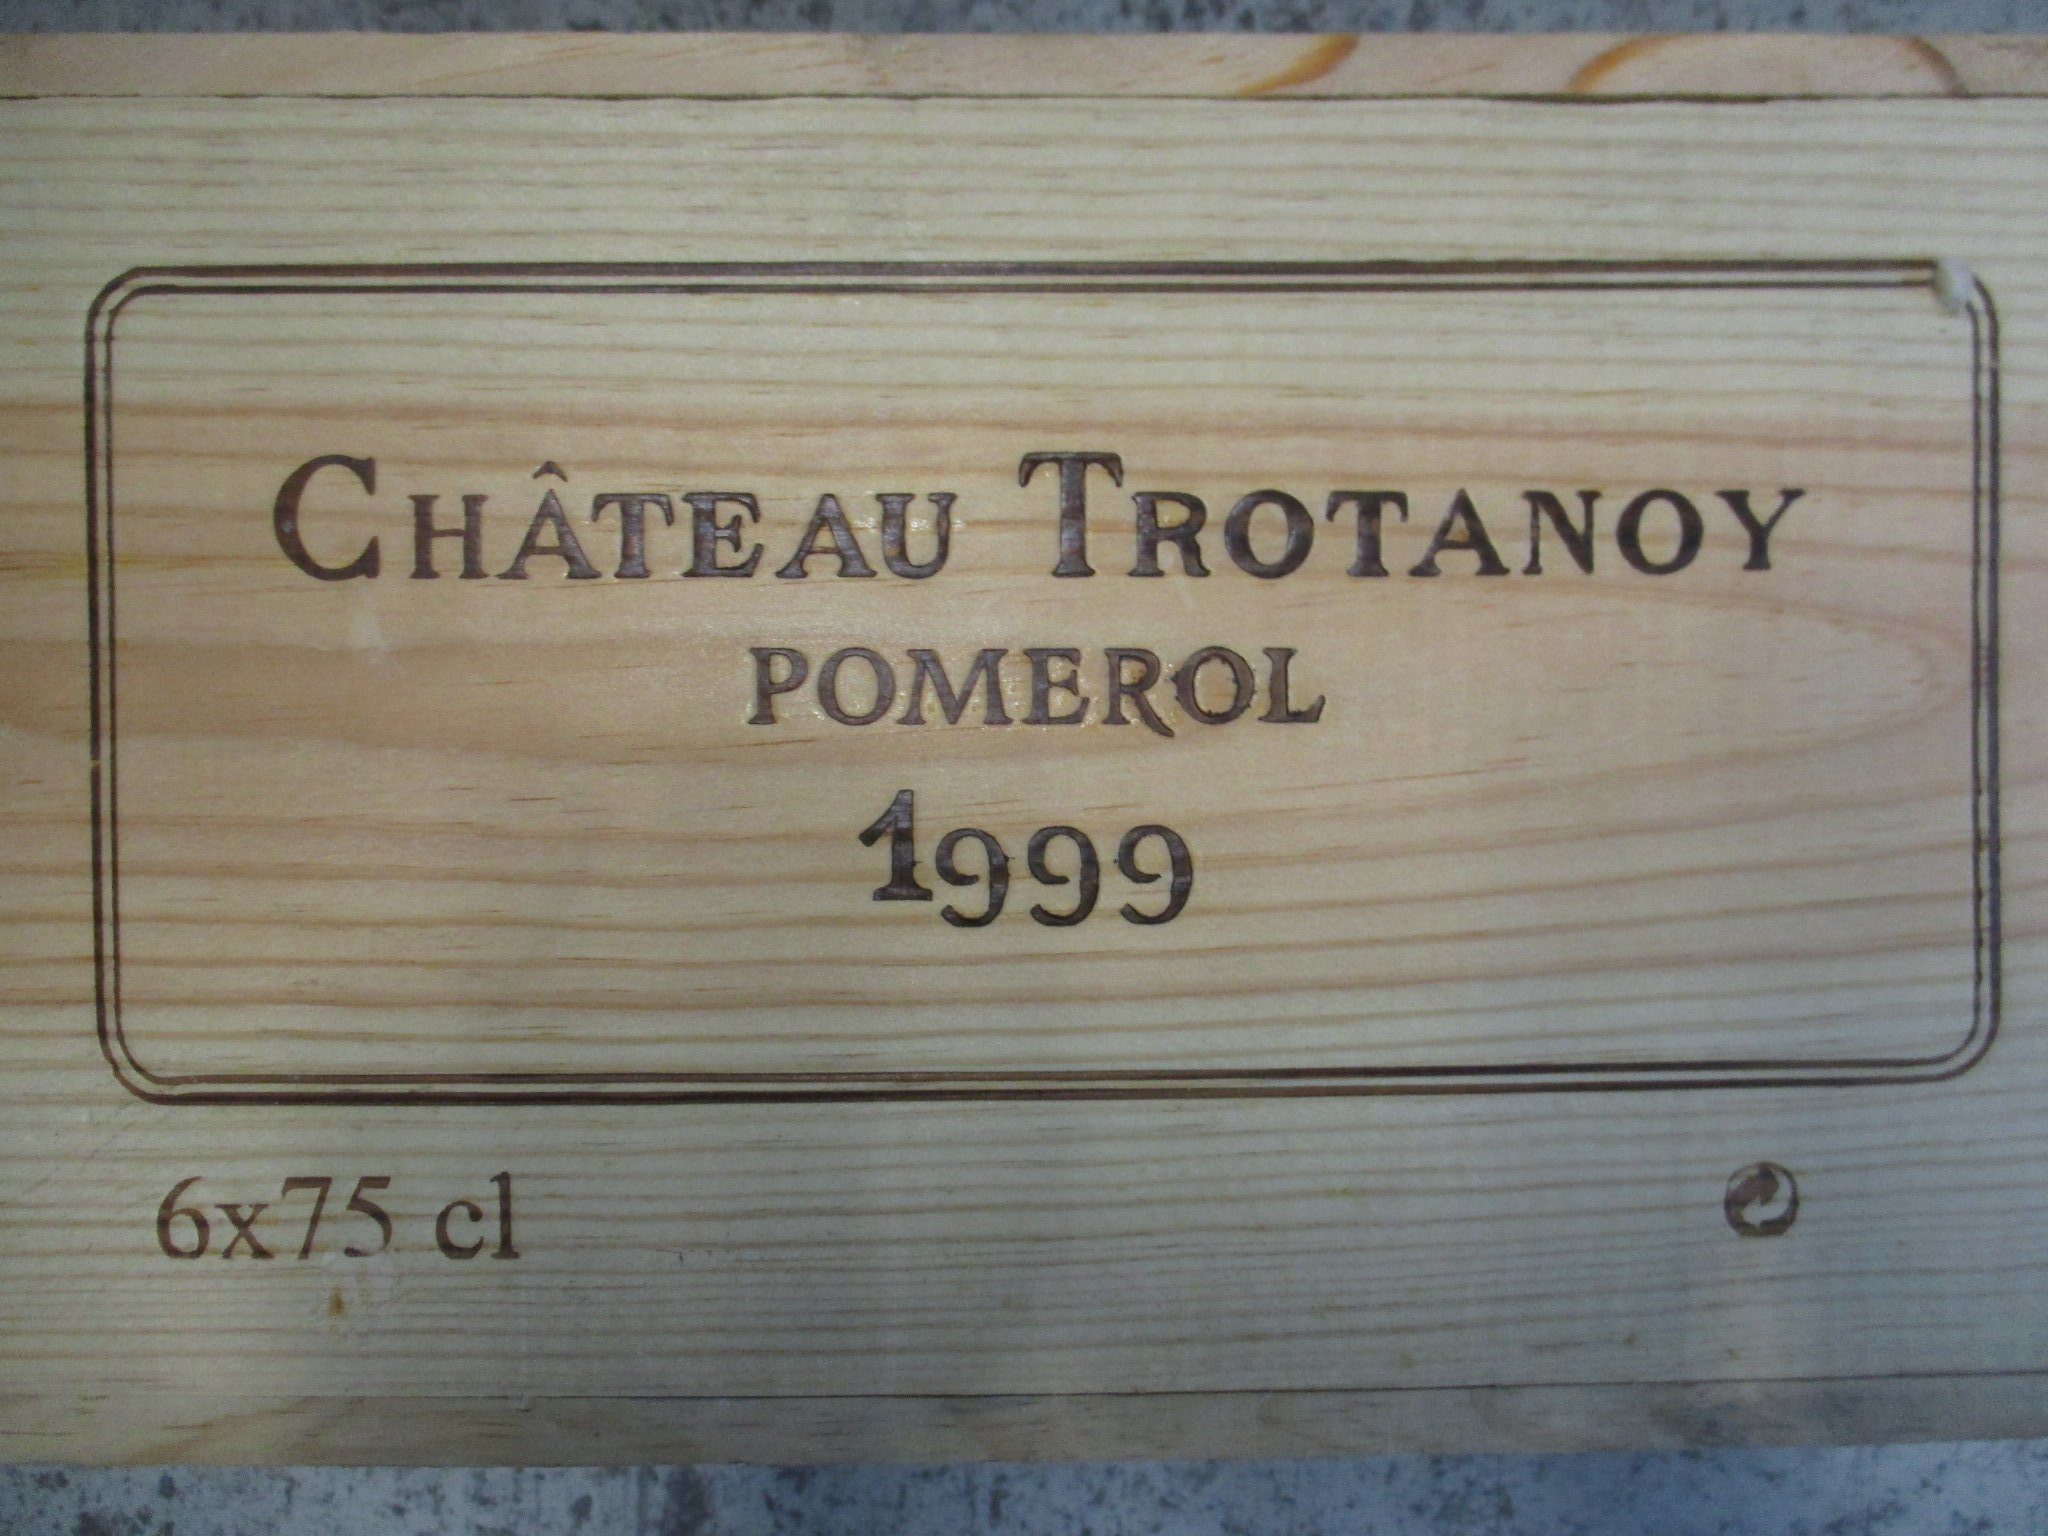 CHÂTEAU TROTANOY
POMEROL
1999
6x75 cl